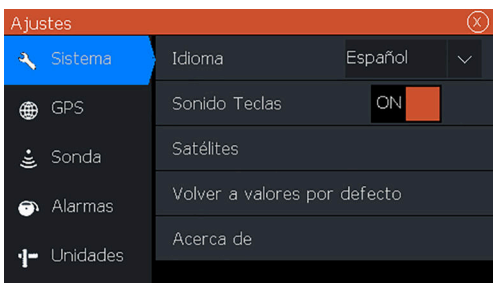 Ajustes
Sistema
GPS
Sonda
Alarmas
Unidades
Idioma Español
Sonido Teclas ON
Satélites
Volver a valores por defecto
Acerca de